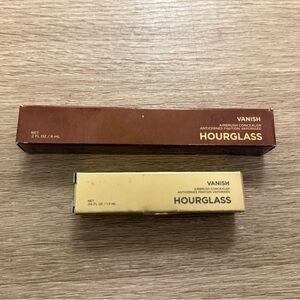 VANISH
AIRBRUSH CONCEALER
ANTICERNES FINITION VAPORISÉE
HOURGLASS
NET
.2 FL OZ / 6 mL
VANISH
AIRBRUSH CONCEALER
ANTICERNES FINITION VAPORISÉE
HOURGLASS
NET